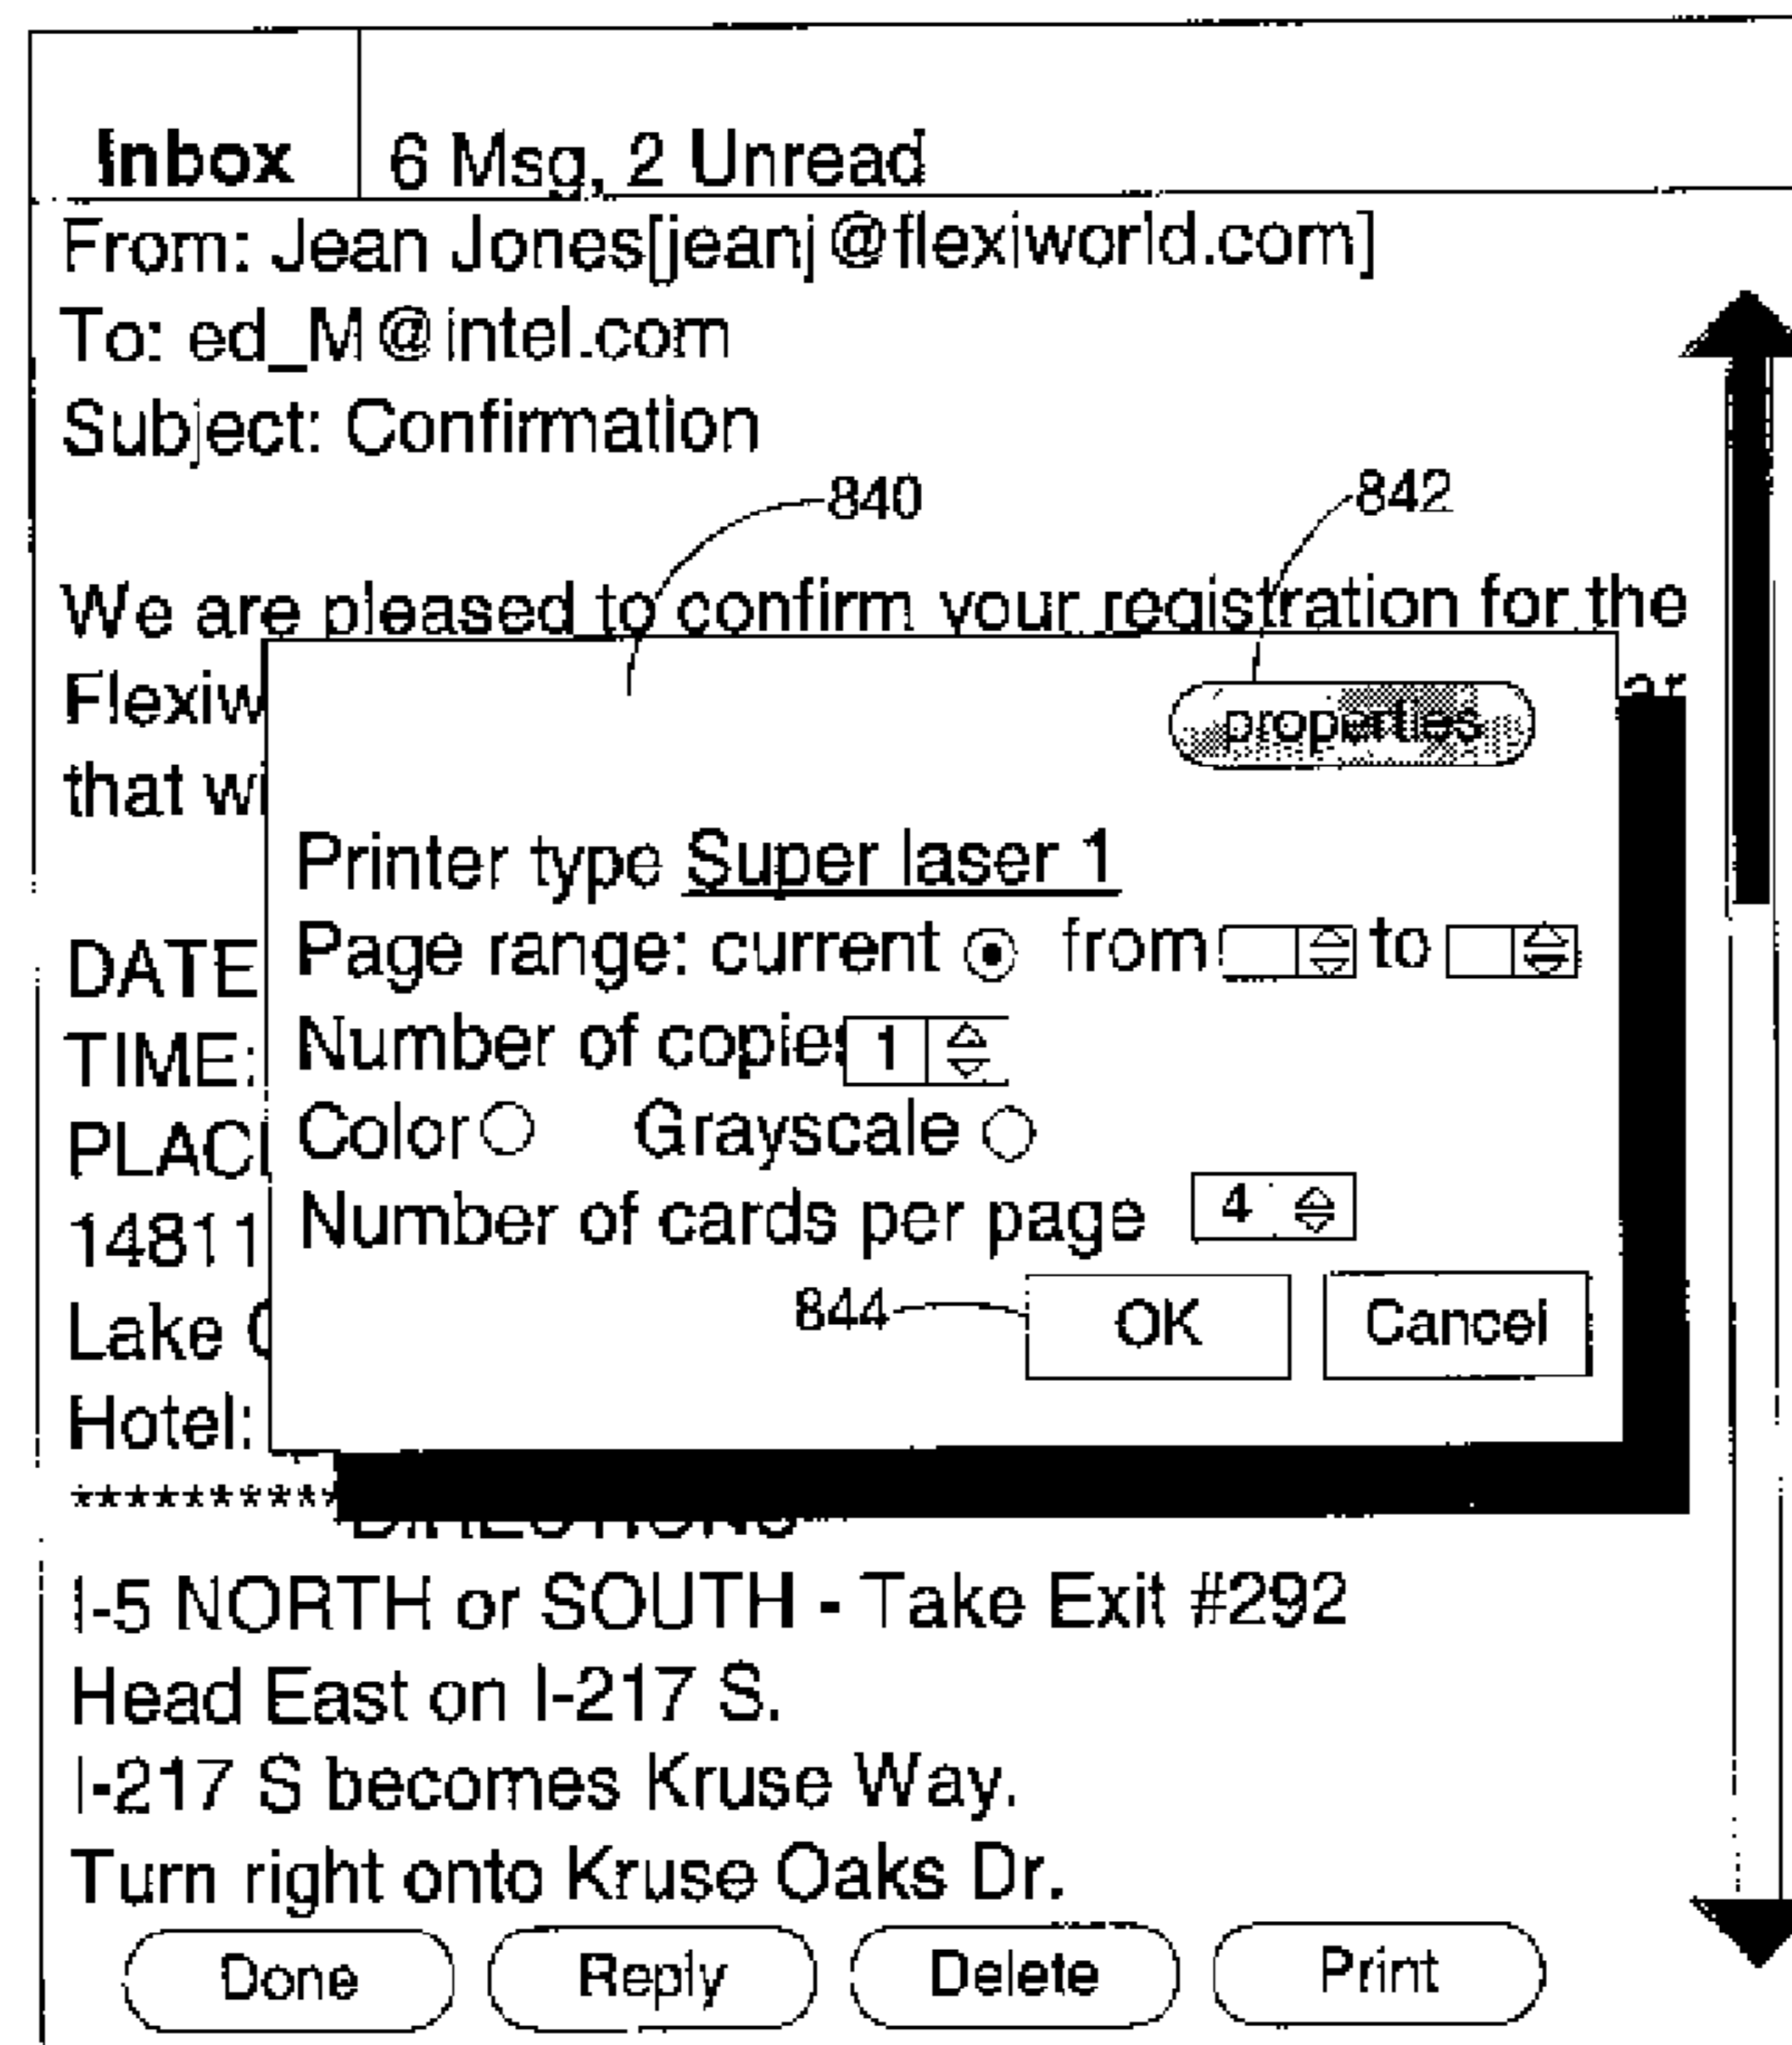 Inbox 6 Msg, 2 Unread
From: Jean Jones[jeanj@flexiworld.com]
To: ed_M@intel.com
Subject: Confirmation
840 842
We are pleased to confirm your registration for the
Flexiw ar
that wi
properties
Printer type Super laser 1
Page range: current from to
Number of copies 1
Color Grayscale
Number of cards per page 4
844 OK Cancel
DATE
TIME:
PLACE
14811
Lake
Hotel:
**********
DIRECTIONS
I-5 NORTH or SOUTH - Take Exit #292
Head East on I-217 S.
I-217 S becomes Kruse Way.
Turn right onto Kruse Oaks Dr.
Done Reply Delete Print